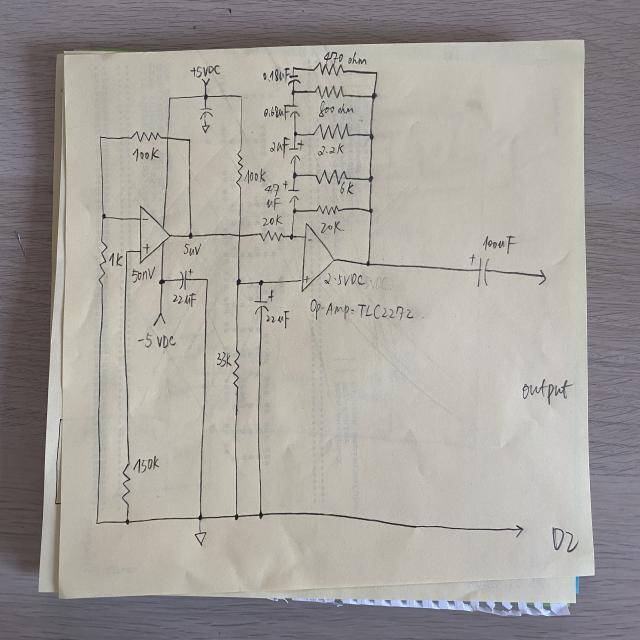 470 ohm
+5VDC
0.18uF
800 ohm
0.68uF
2.2K
2uF +
100K
100K
6K
47 +
uF
20K
20K
5uV
100uF
+
-
+
1K
50nV
+
22uF
+
2.5VDC
+
22uF
Op-Amp=TLC2272
-5 VDC
33K
output
150K
D2